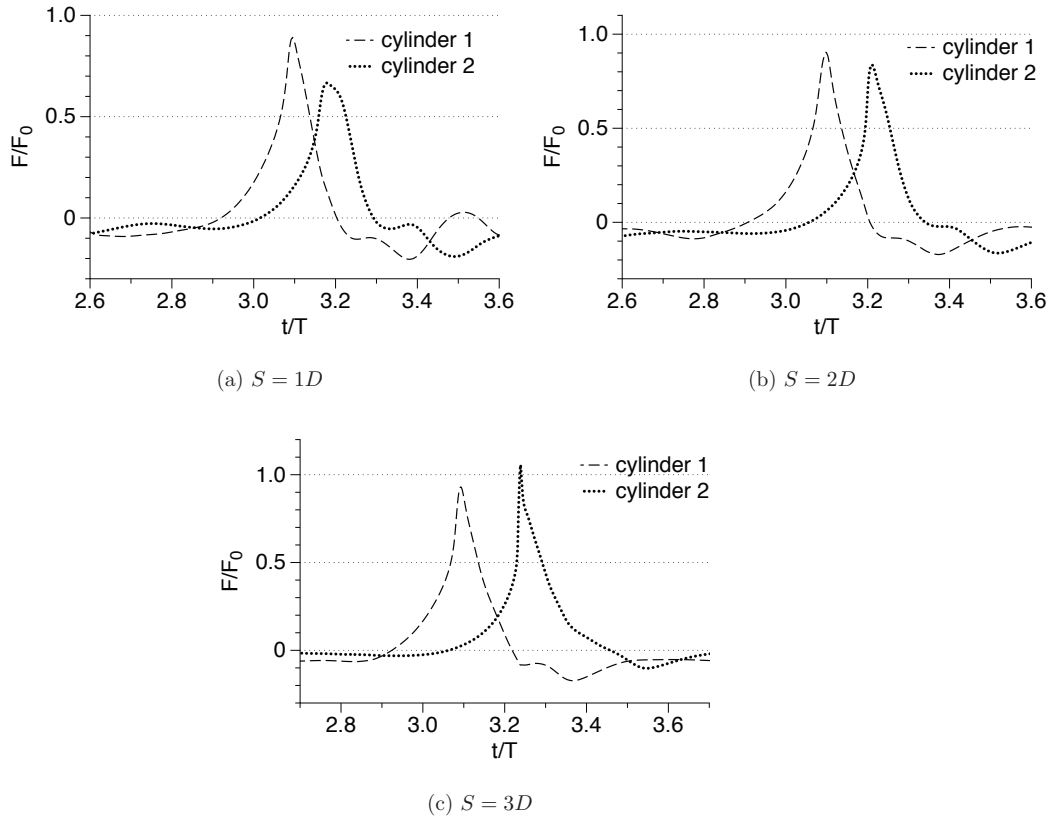 1.0
0.5
0
F/F0
cylinder 1
cylinder 2
2.6 2.8 3.0 3.2 3.4 3.6
t/T
(a) S = 1D
1.0
0.5
0
F/F0
cylinder 1
cylinder 2
2.6 2.8 3.0 3.2 3.4 3.6
t/T
(b) S = 2D
1.0
0.5
0
F/F0
cylinder 1
cylinder 2
2.8 3.0 3.2 3.4 3.6
t/T
(c) S = 3D